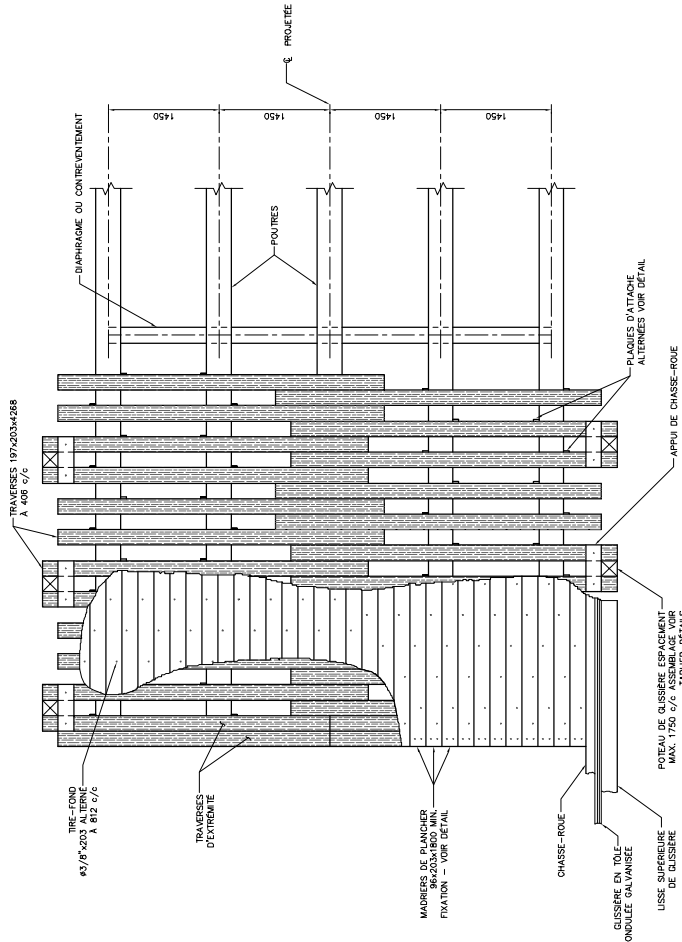 TIRE-FOND
ø3/8"x203 ALTERNÉ
À 812 c/c
TRAVERSES 197x203x4268
À 406 c/c
DIAPHRAGME OU CONTREVENTEMENT
℄ PROJETÉE
1450
1450
1450
1450
POUTRES
TRAVERSES
D'EXTRÉMITÉ
PLAQUES D'ATTACHE
ALTERNÉES VOIR DÉTAIL
MADRIERS DE PLANCHER
96x203x1800 MIN.
FIXATION – VOIR DÉTAIL
APPUI DE CHASSE-ROUE
CHASSE-ROUE
POTEAU DE GLISSIÈRE ESPACEMENT
MAX. 1750 c/c ASSEMBLAGE VOIR
GLISSIÈRE EN TÔLE
ONDULÉE GALVANISÉE
LISSE SUPÉRIEURE
DE GLISSIÈRE